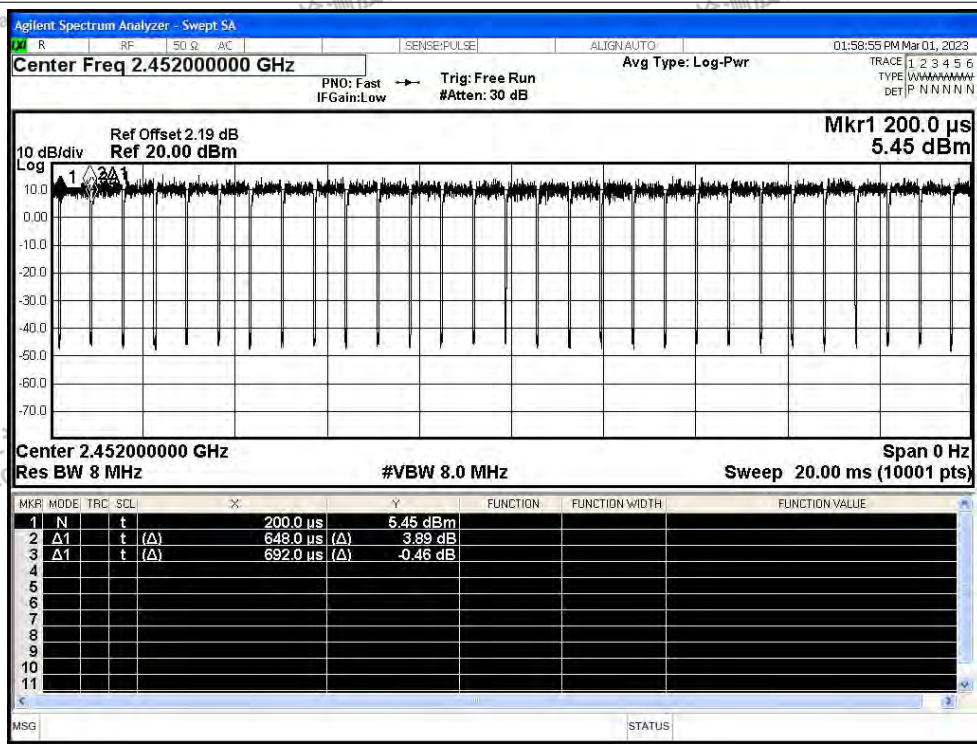 Agilent Spectrum Analyzer - Swept SA
R RF 50 Ω AC SENSE:PULSE ALIGN AUTO 01:58:55 PM Mar 01, 2023
Center Freq 2.452000000 GHz
PNO: Fast
IFGain:Low
Trig: Free Run
#Atten: 30 dB
Avg Type: Log-Pwr
TRACE 1 2 3 4 5 6
TYPE
DET P N N N N N
Mkr1 200.0 µs
5.45 dBm
Ref Offset 2.19 dB
10 dB/div Ref 20.00 dBm
Log
1 2Δ1
10.0
0.00
-10.0
-20.0
-30.0
-40.0
-50.0
-60.0
-70.0
Center 2.452000000 GHz Span 0 Hz
Res BW 8 MHz #VBW 8.0 MHz Sweep 20.00 ms (10001 pts)
MKR MODE TRC SCL X Y FUNCTION FUNCTION WIDTH FUNCTION VALUE
1 N t 200.0 µs 5.45 dBm
2 Δ1 t (Δ) 648.0 µs (Δ) 3.89 dB
3 Δ1 t (Δ) 692.0 µs (Δ) -0.46 dB
4
5
6
7
8
9
10
11
MSG STATUS